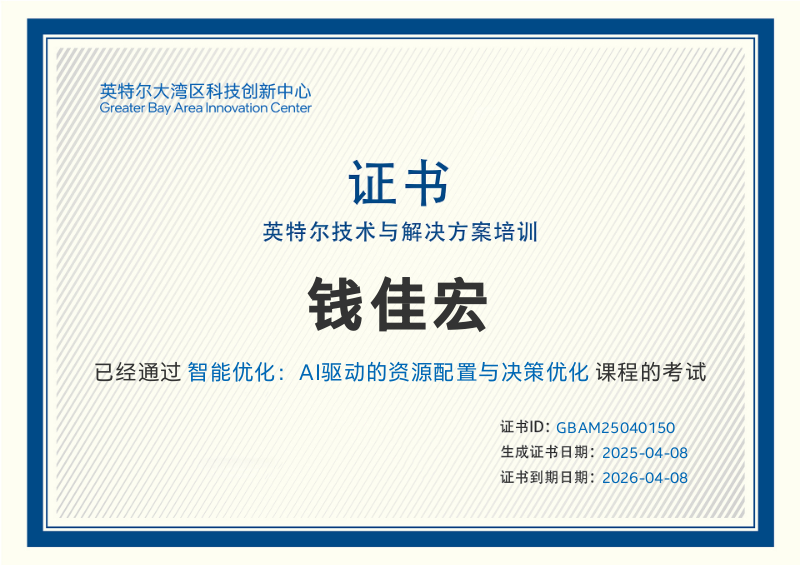 英特尔大湾区科技创新中心
Greater Bay Area Innovation Center
证书
英特尔技术与解决方案培训
钱佳宏
已经通过 智能优化：AI驱动的资源配置与决策优化 课程的考试
证书ID：GBAM25040150
生成证书日期：2025-04-08
证书到期日期：2026-04-08